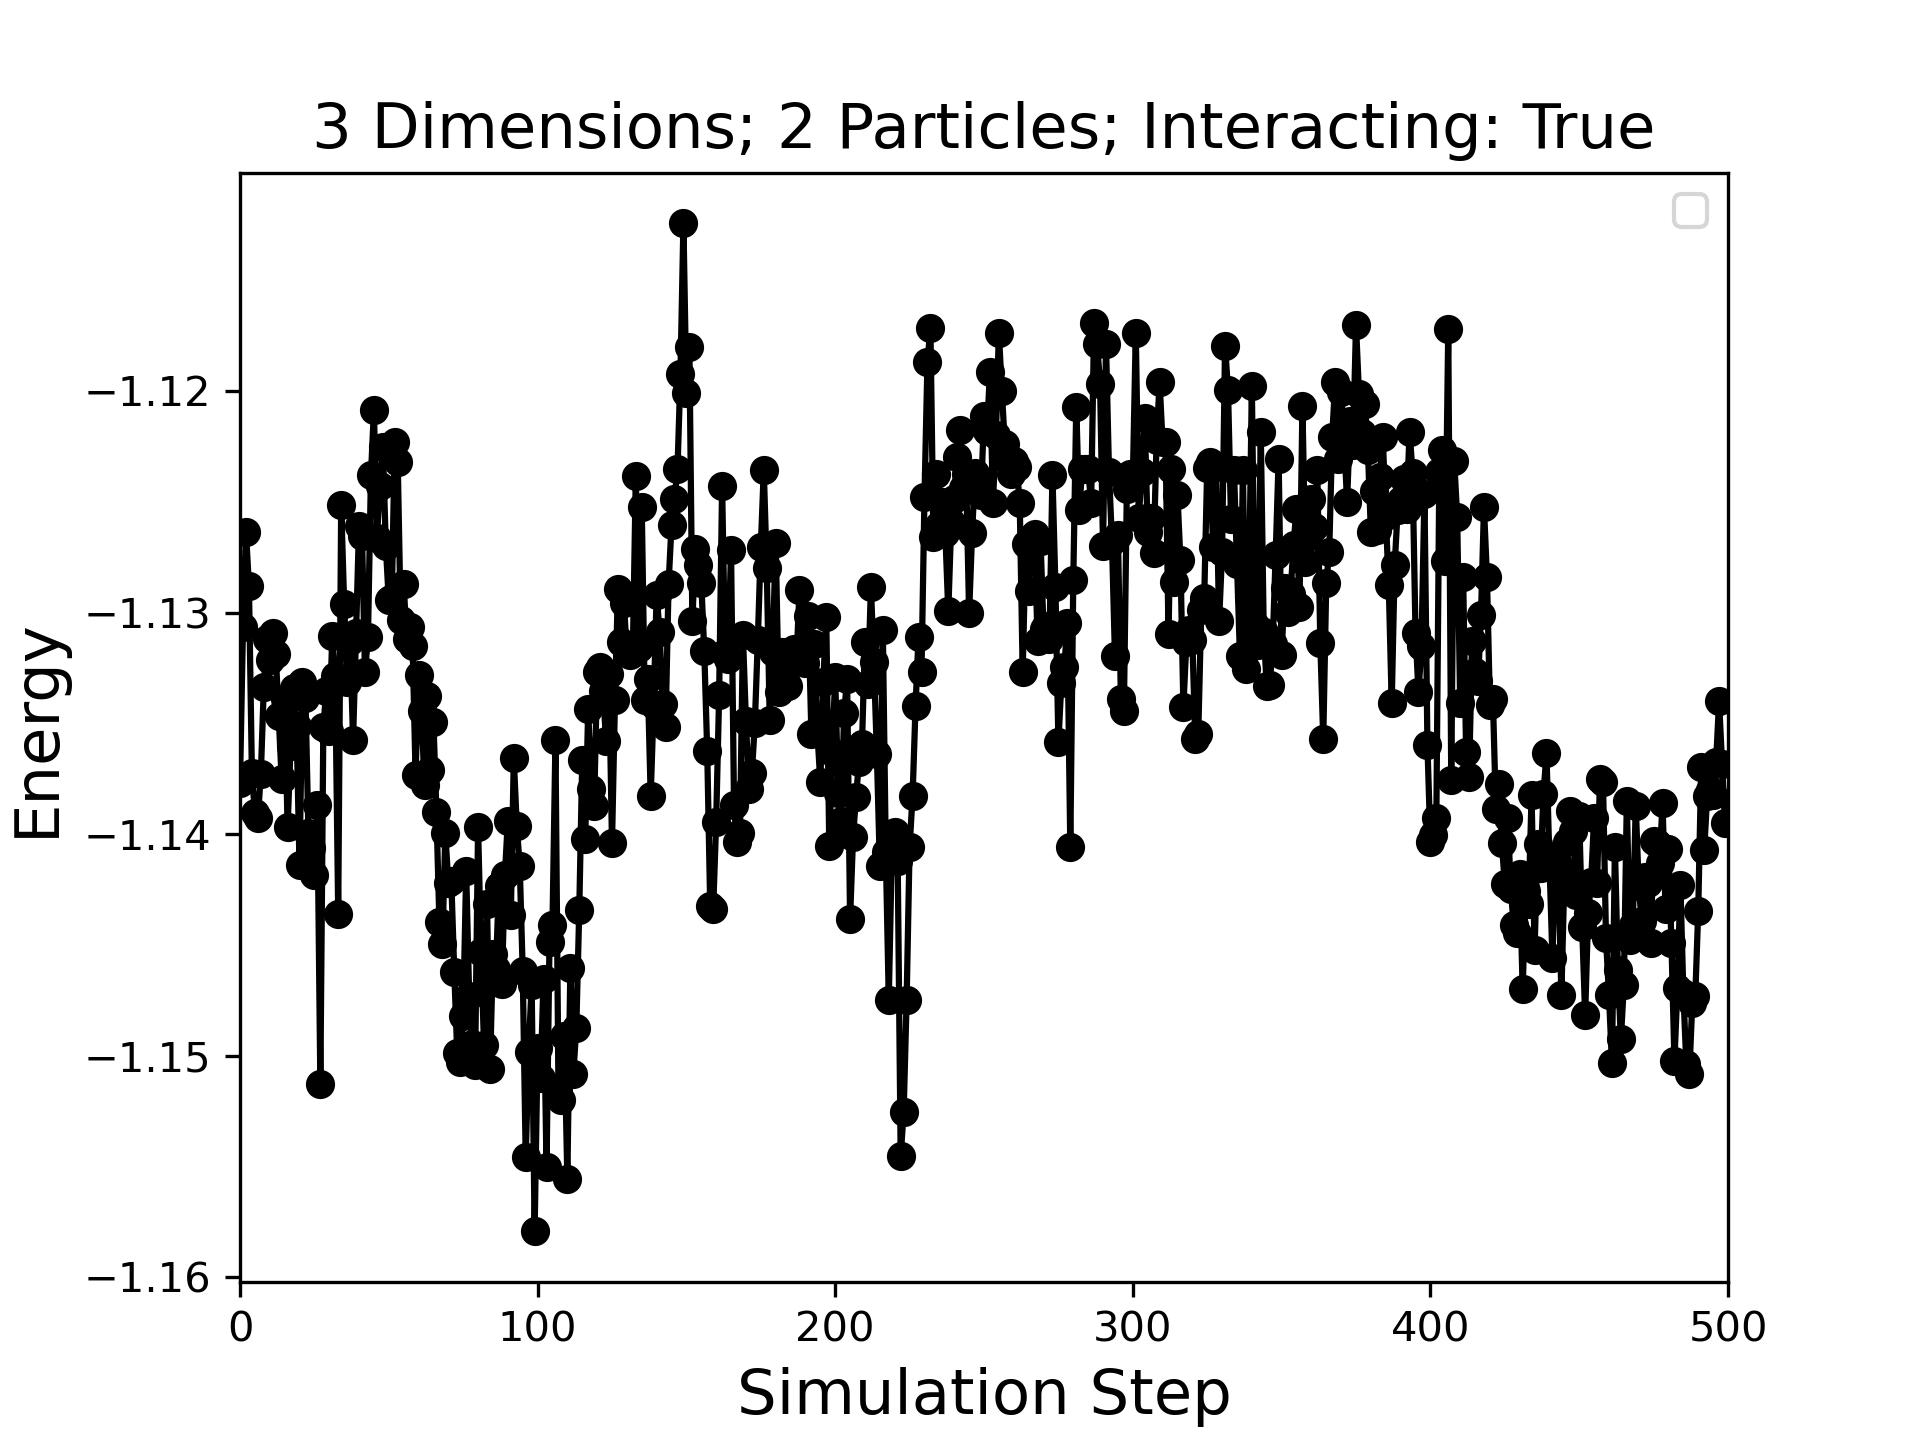 3 Dimensions; 2 Particles; Interacting: True
Energy
−1.12
−1.13
−1.14
−1.15
−1.16
0 100 200 300 400 500
Simulation Step